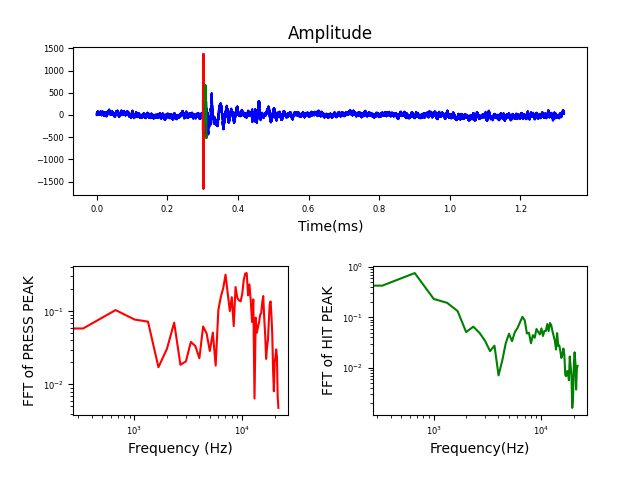 Amplitude
1500
1000
500
0
−500
−1000
−1500
0.0 0.2 0.4 0.6 0.8 1.0 1.2
Time(ms)
FFT of PRESS PEAK
10⁻¹
10⁻²
10³ 10⁴
Frequency (Hz)
FFT of HIT PEAK
10⁰
10⁻¹
10⁻²
10³ 10⁴
Frequency(Hz)